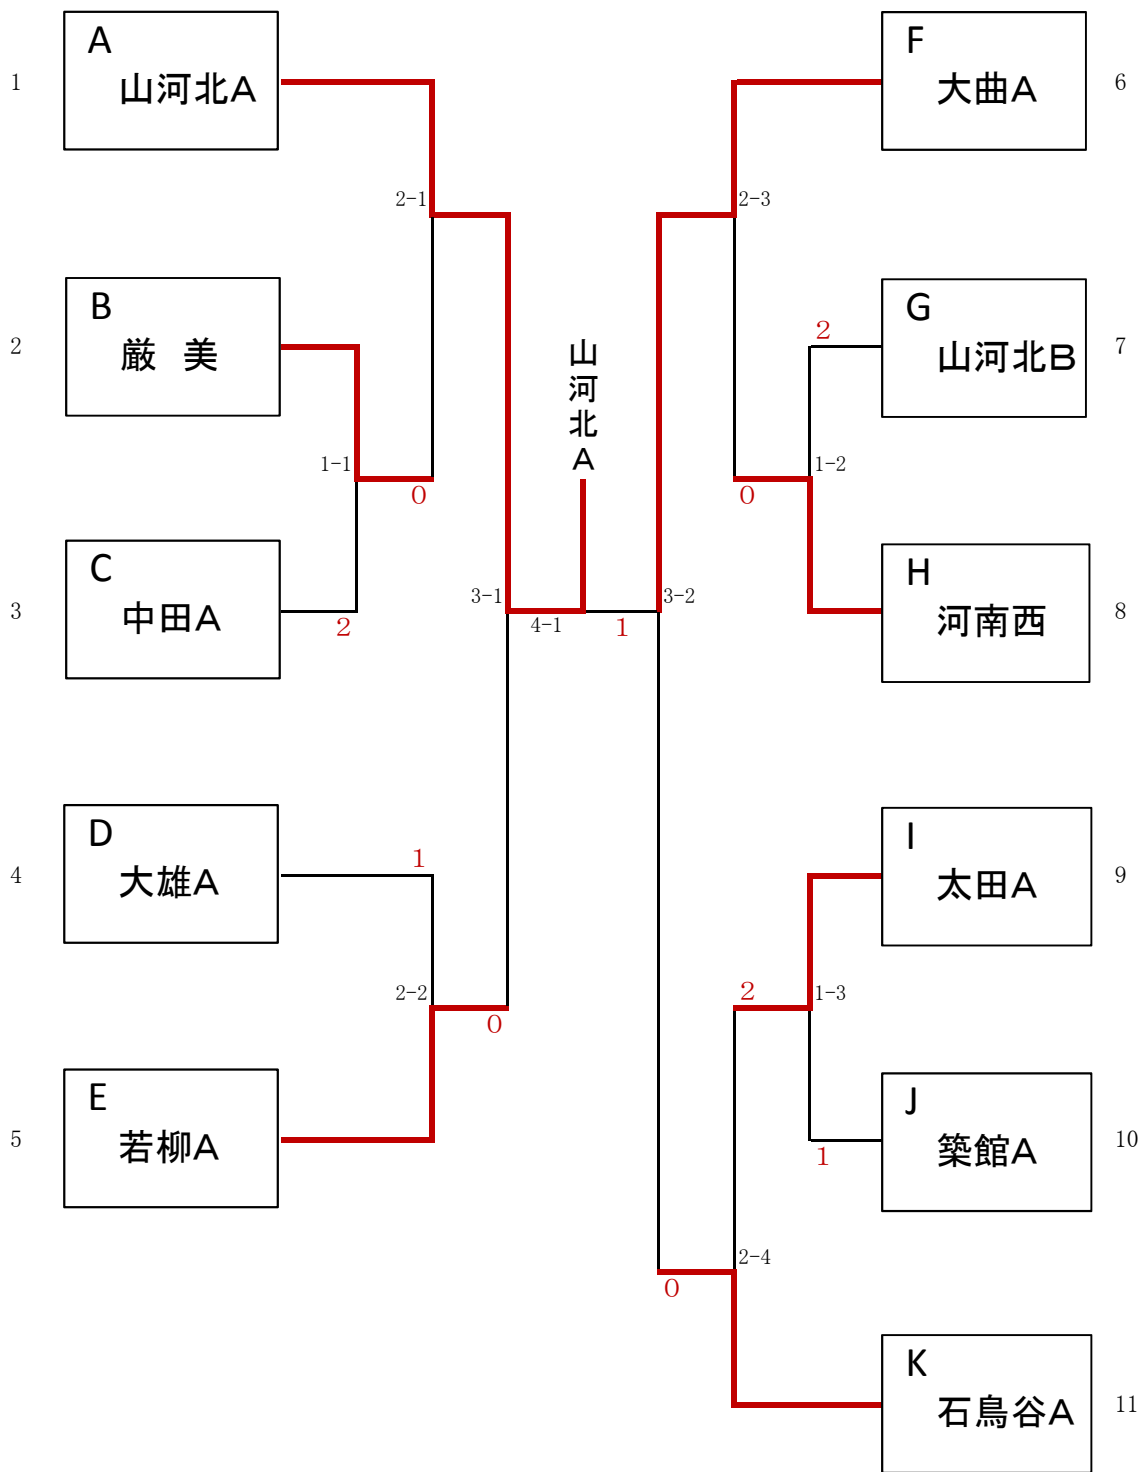 A
山河北A
1
2-1
B
厳 美
2
1-1
0
C
中田A
3
2
3-1
4-1
山河北A
1
3-2
D
大雄A
4
1
2-2
0
E
若柳A
5
F
大曲A
6
2-3
G
山河北B
7
2
1-2
0
H
河南西
8
I
太田A
9
2
1-3
J
築館A
10
1
2-4
0
K
石鳥谷A
11